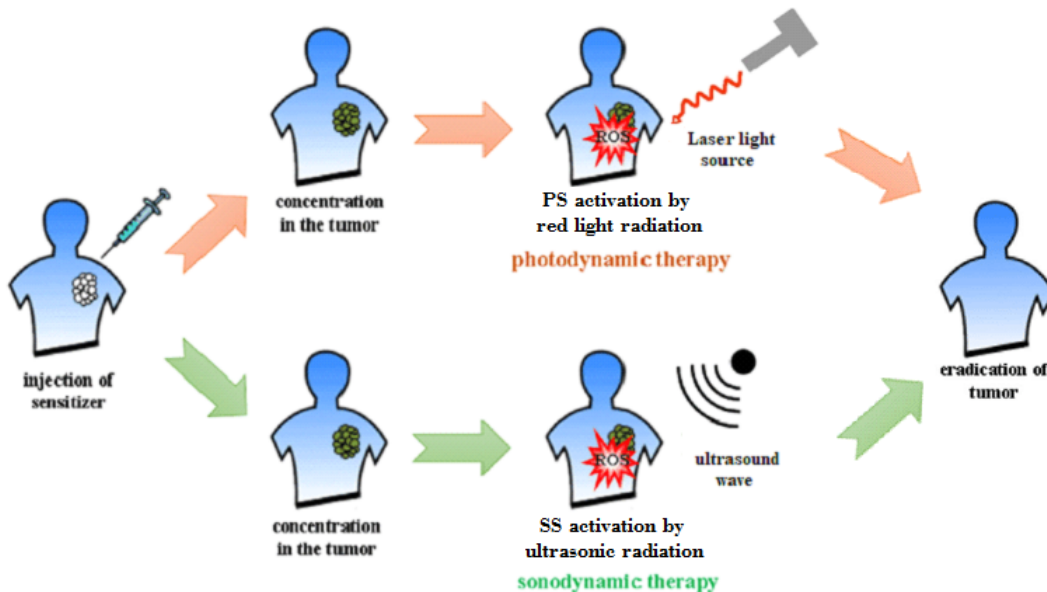 injection of
sensitizer
concentration
in the tumor
ROS
PS activation by
red light radiation
photodynamic therapy
Laser light
source
concentration
in the tumor
ROS
SS activation by
ultrasonic radiation
sonodynamic therapy
ultrasound
wave
eradication of
tumor